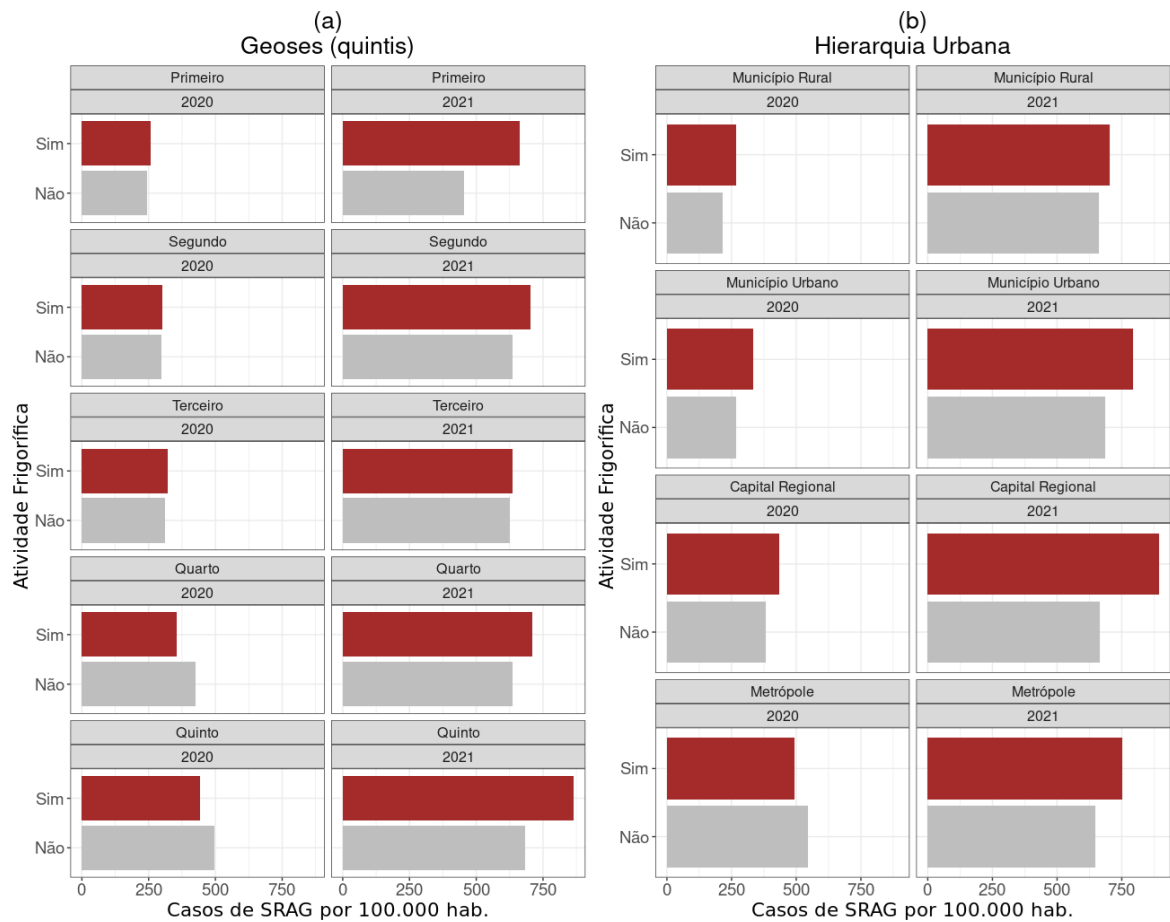 (a)
Geoses (quintis)
Primeiro
Primeiro
2020
2021
Sim
Não
Segundo
Segundo
2020
2021
Sim
Não
Terceiro
Terceiro
2020
2021
Sim
Não
Quarto
Quarto
2020
2021
Sim
Não
Quinto
Quinto
2020
2021
Sim
Não
0
250
500
750
0
250
500
750
Atividade Frigorífica
Casos de SRAG por 100.000 hab.
(b)
Hierarquia Urbana
Município Rural
Município Rural
2020
2021
Sim
Não
Município Urbano
Município Urbano
2020
2021
Sim
Não
Capital Regional
Capital Regional
2020
2021
Sim
Não
Metrópole
Metrópole
2020
2021
Sim
Não
0
250
500
750
0
250
500
750
Atividade Frigorífica
Casos de SRAG por 100.000 hab.